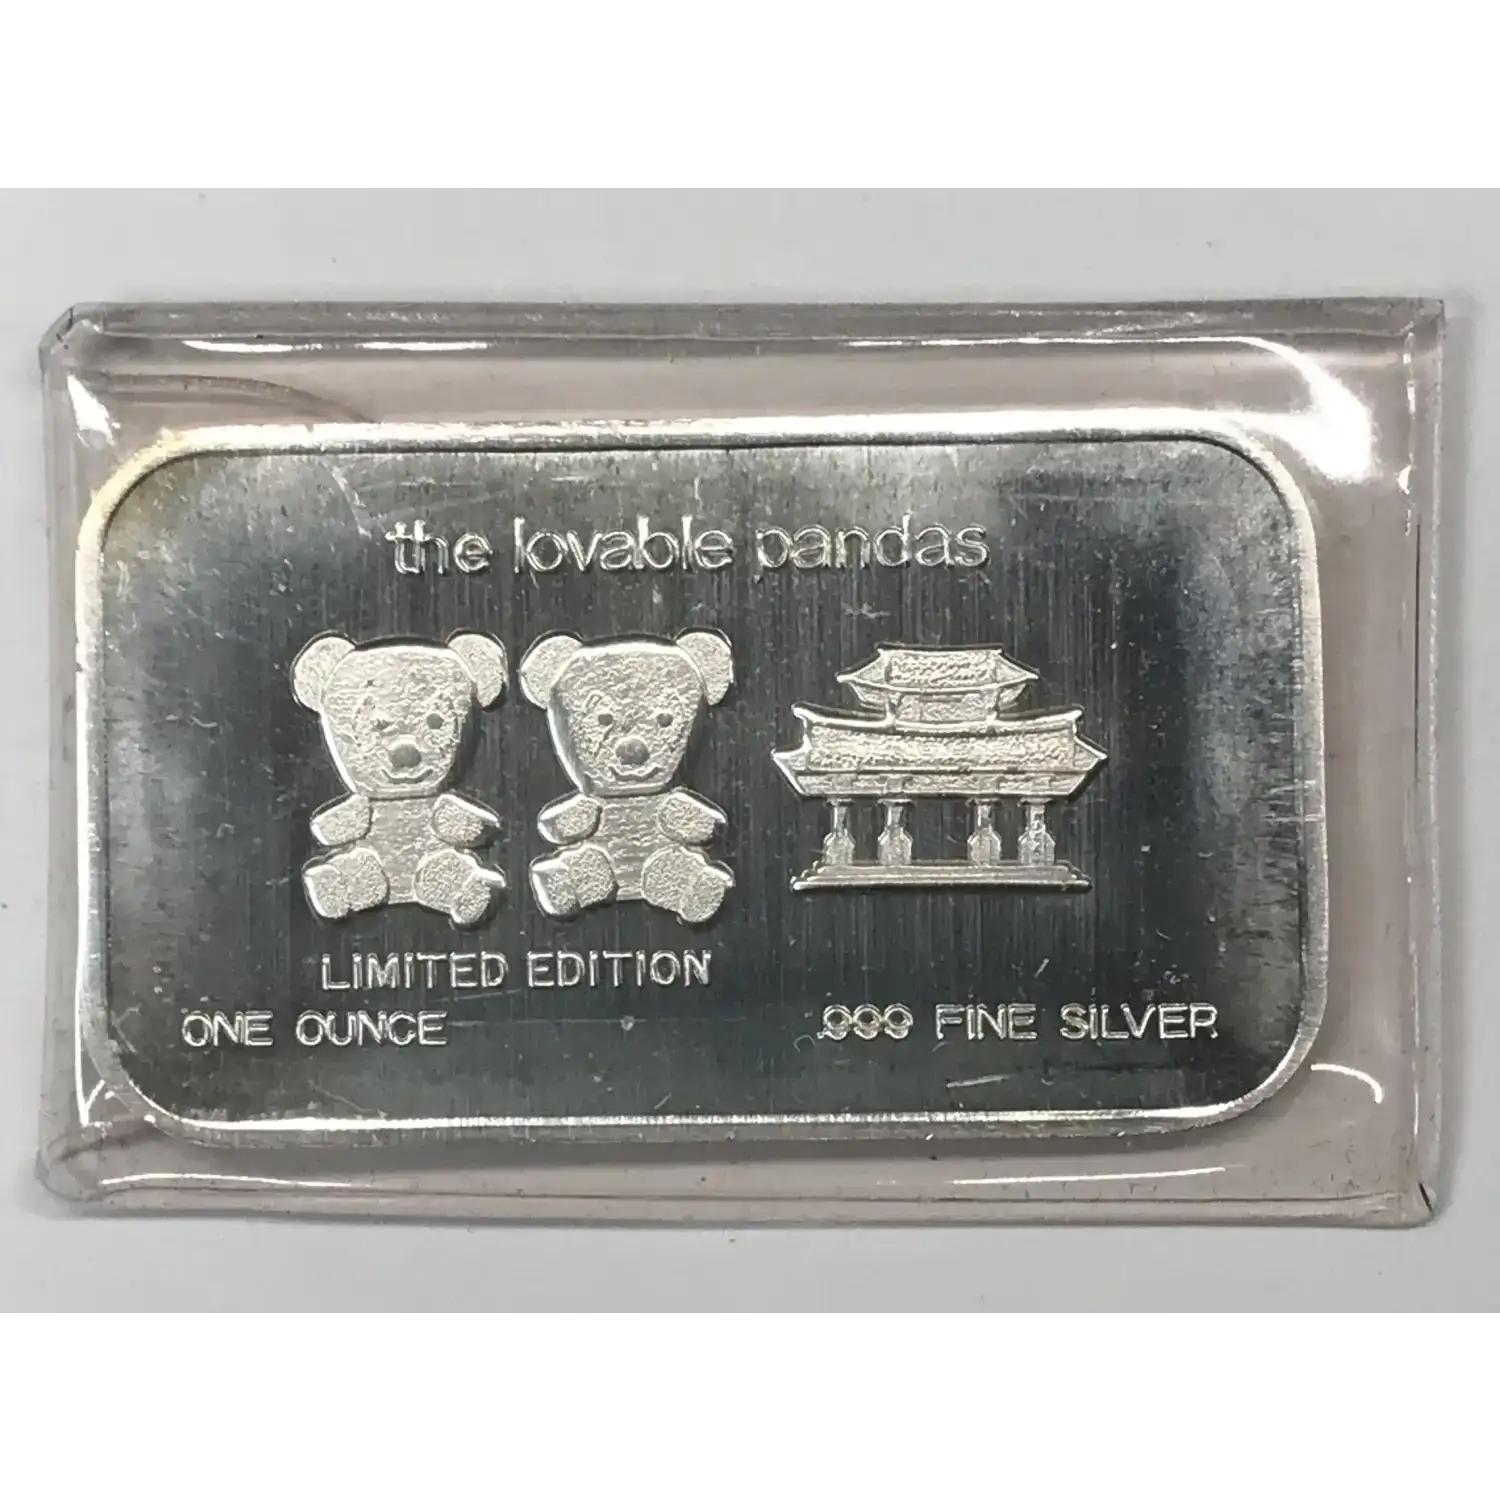 the lovable pandas
LIMITED EDITION
ONE OUNCE .999 FINE SILVER